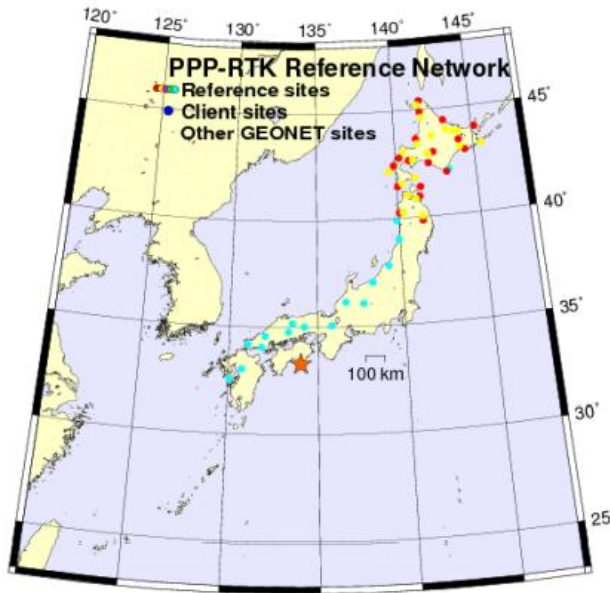 120° 125° 130° 135° 140° 145°
PPP-RTK Reference Network
Reference sites
Client sites
Other GEONET sites
45°
40°
35°
100 km
30°
25